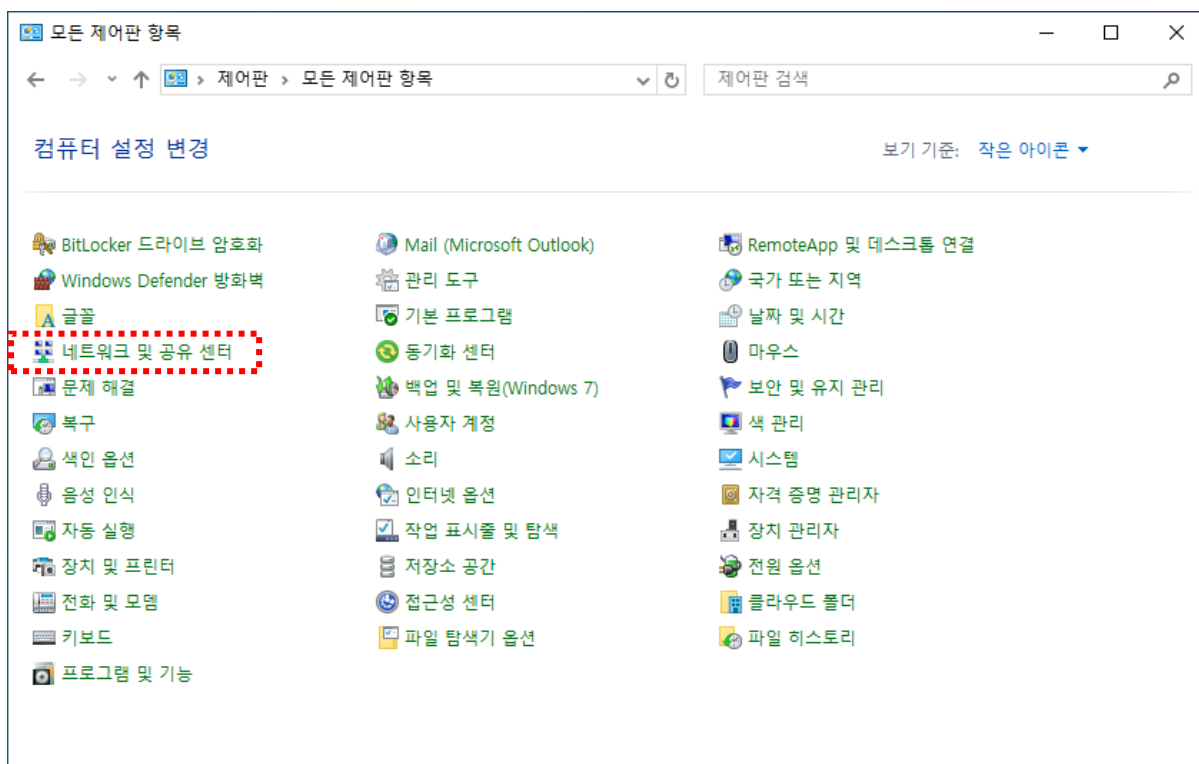 모든 제어판 항목
제어판 › 모든 제어판 항목
제어판 검색
컴퓨터 설정 변경
보기 기준: 작은 아이콘
BitLocker 드라이브 암호화 Mail (Microsoft Outlook) RemoteApp 및 데스크톱 연결
Windows Defender 방화벽 관리 도구 국가 또는 지역
글꼴 기본 프로그램 날짜 및 시간
네트워크 및 공유 센터 동기화 센터 마우스
문제 해결 백업 및 복원(Windows 7) 보안 및 유지 관리
복구 사용자 계정 색 관리
색인 옵션 소리 시스템
음성 인식 인터넷 옵션 자격 증명 관리자
자동 실행 작업 표시줄 및 탐색 장치 관리자
장치 및 프린터 저장소 공간 전원 옵션
전화 및 모뎀 접근성 센터 클라우드 폴더
키보드 파일 탐색기 옵션 파일 히스토리
프로그램 및 기능